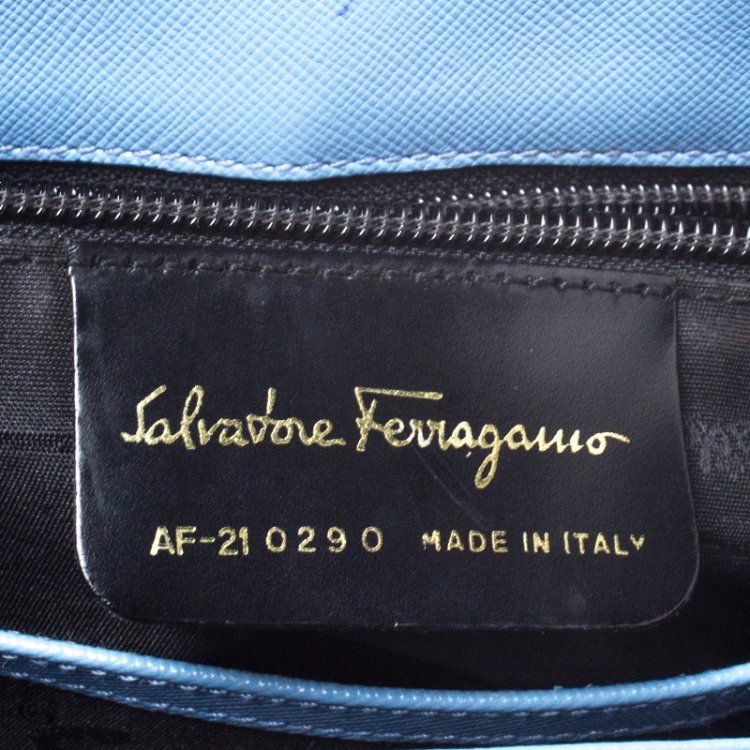 Salvatore Ferragamo
AF-21 0290 MADE IN ITALY